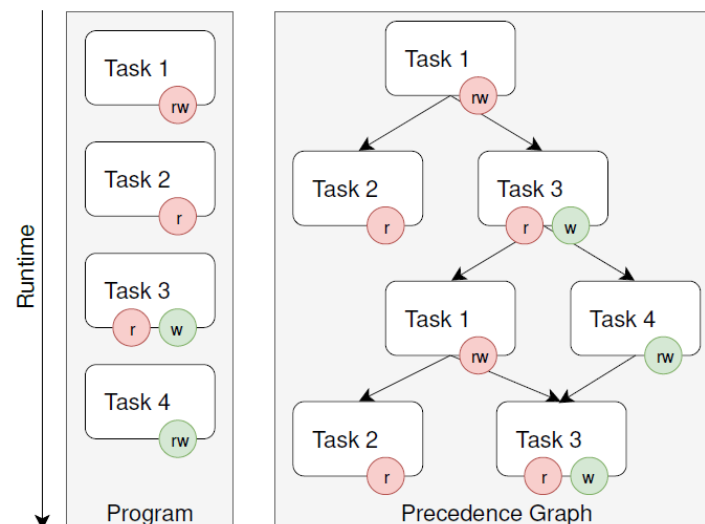 Runtime
Task 1
rw
Task 2
r
Task 3
r w
Task 4
rw
Program
Task 1
rw
Task 2
r
Task 3
r w
Task 1
rw
Task 4
rw
Task 2
r
Task 3
r w
Precedence Graph